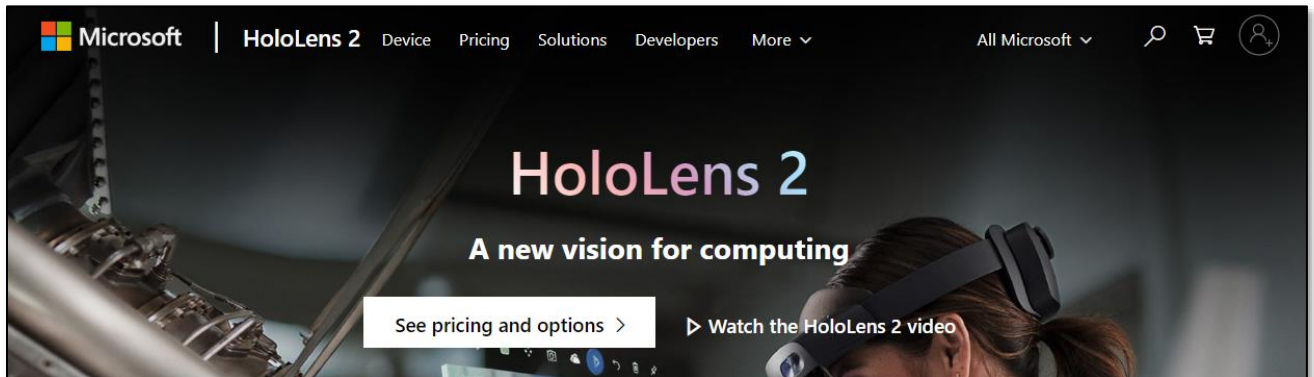 Microsoft | HoloLens 2 Device Pricing Solutions Developers More All Microsoft
HoloLens 2
A new vision for computing
See pricing and options
Watch the HoloLens 2 video